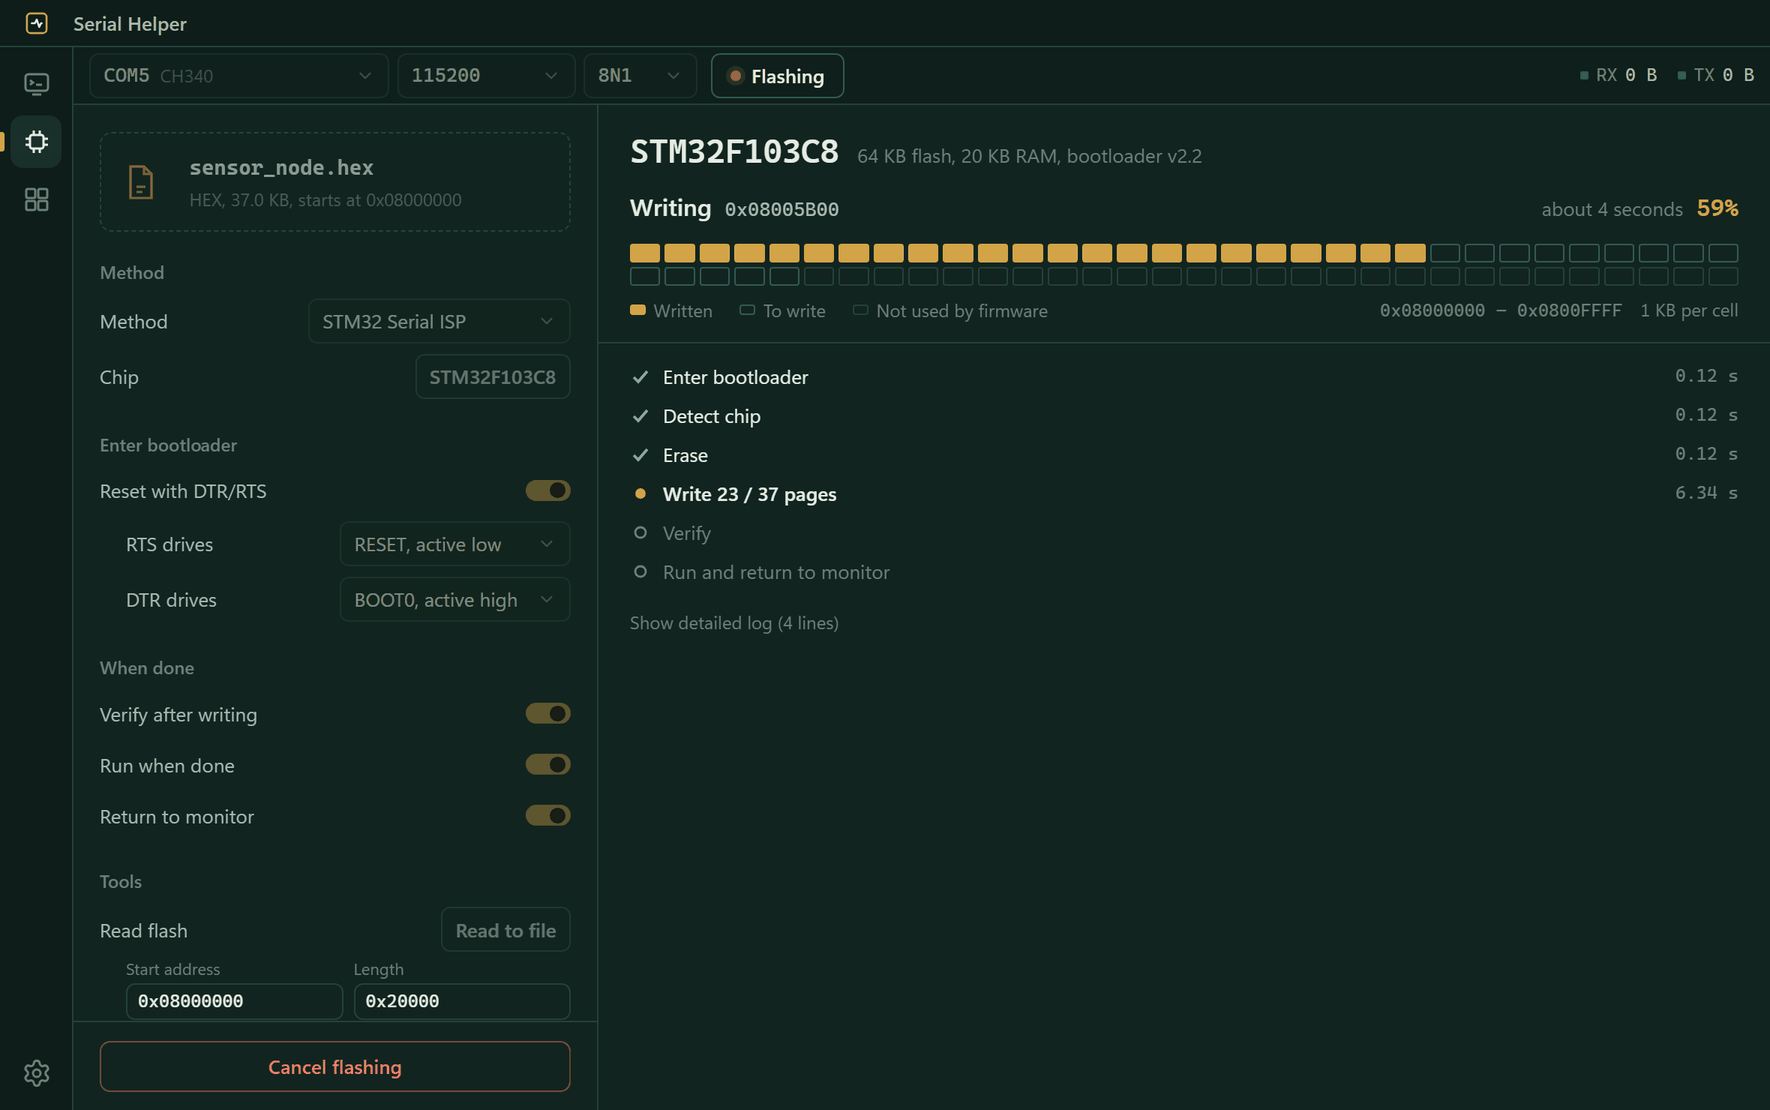 Serial Helper
COM5 CH340
115200
8N1
Flashing
RX 0 B TX 0 B
sensor_node.hex
HEX, 37.0 KB, starts at 0x08000000
Method
Method STM32 Serial ISP
Chip STM32F103C8
Enter bootloader
Reset with DTR/RTS
RTS drives RESET, active low
DTR drives BOOT0, active high
When done
Verify after writing
Run when done
Return to monitor
Tools
Read flash Read to file
Start address Length
0x08000000 0x20000
Cancel flashing
STM32F103C8 64 KB flash, 20 KB RAM, bootloader v2.2
Writing 0x08005B00 about 4 seconds 59%
Written To write Not used by firmware 0x08000000 — 0x0800FFFF 1 KB per cell
Enter bootloader 0.12 s
Detect chip 0.12 s
Erase 0.12 s
Write 23 / 37 pages 6.34 s
Verify
Run and return to monitor
Show detailed log (4 lines)